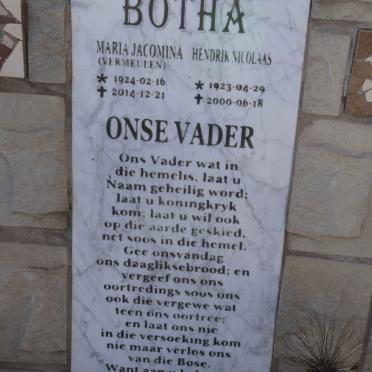 BOTHA
MARIA JACOMINA HENDRIK NICOLAAS
(VERMEULEN)
* 1924-02-16 * 1923-04-29
✝ 2014-12-21 ✝ 2000-06-18
ONSE VADER
Ons Vader wat in
die hemel is, laat u
Naam geheilig word;
laat u koningkryk
kom; laat u wil ook
op die aarde geskied,
net soos in die hemel.
Gee ons vandag
ons daaglikse brood; en
vergeef ons ons
oortredings soos ons
ook die vergewe wat
teen ons oortree;
en laat ons nie
in die versoeking kom
nie maar verlos ons
van die Bose.
Want aan u